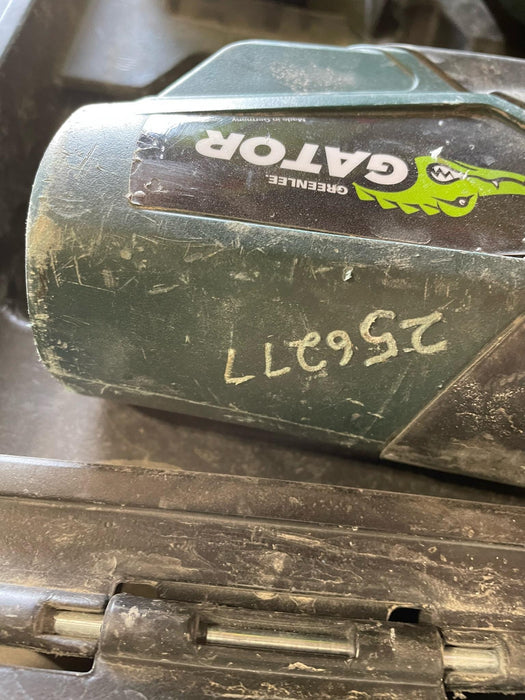 GREENLEE.
GATOR
Made in Germany
256277